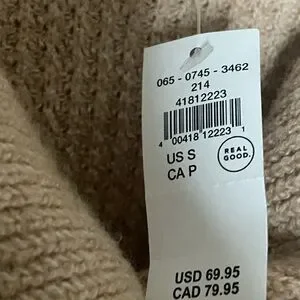 065 - 0745 - 3462
214
41812223
4 00418 12223 1
US S
CA P
REAL
GOOD.
USD 69.95
CAD 79.95